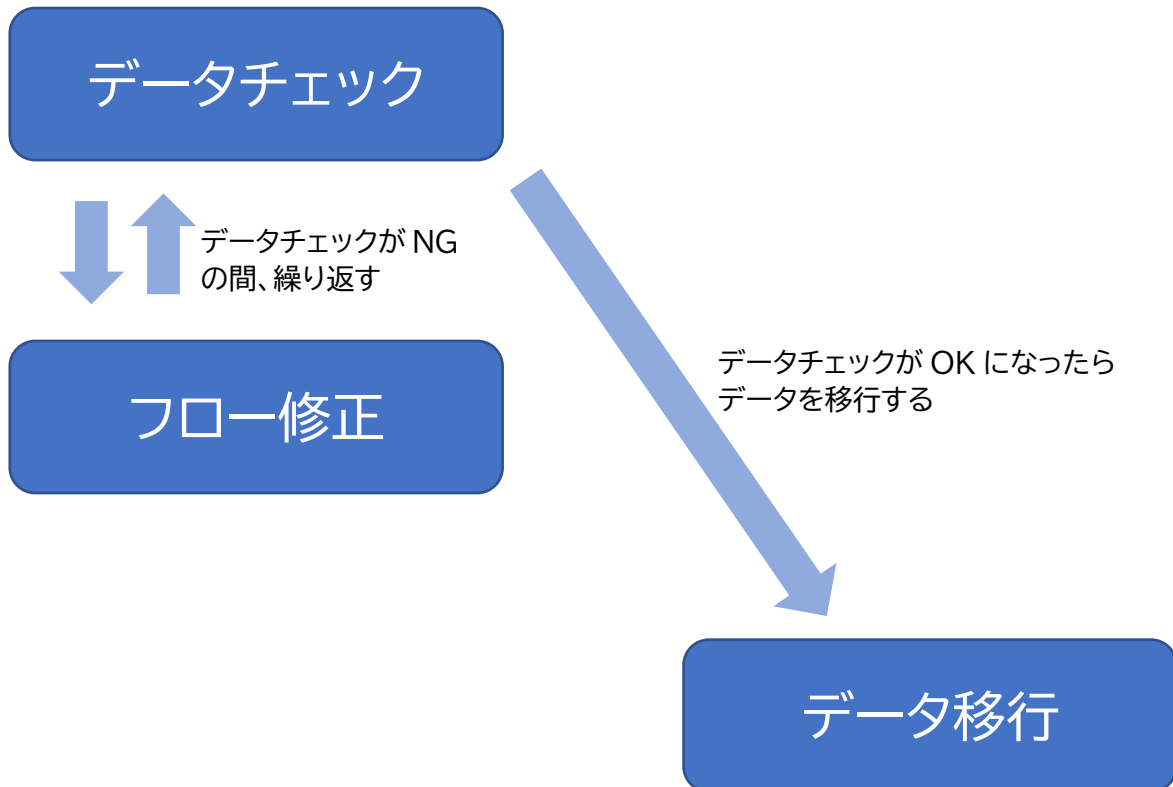 データチェック
データチェックが NG
の間、繰り返す
フロー修正
データチェックが OK になったら
データを移行する
データ移行